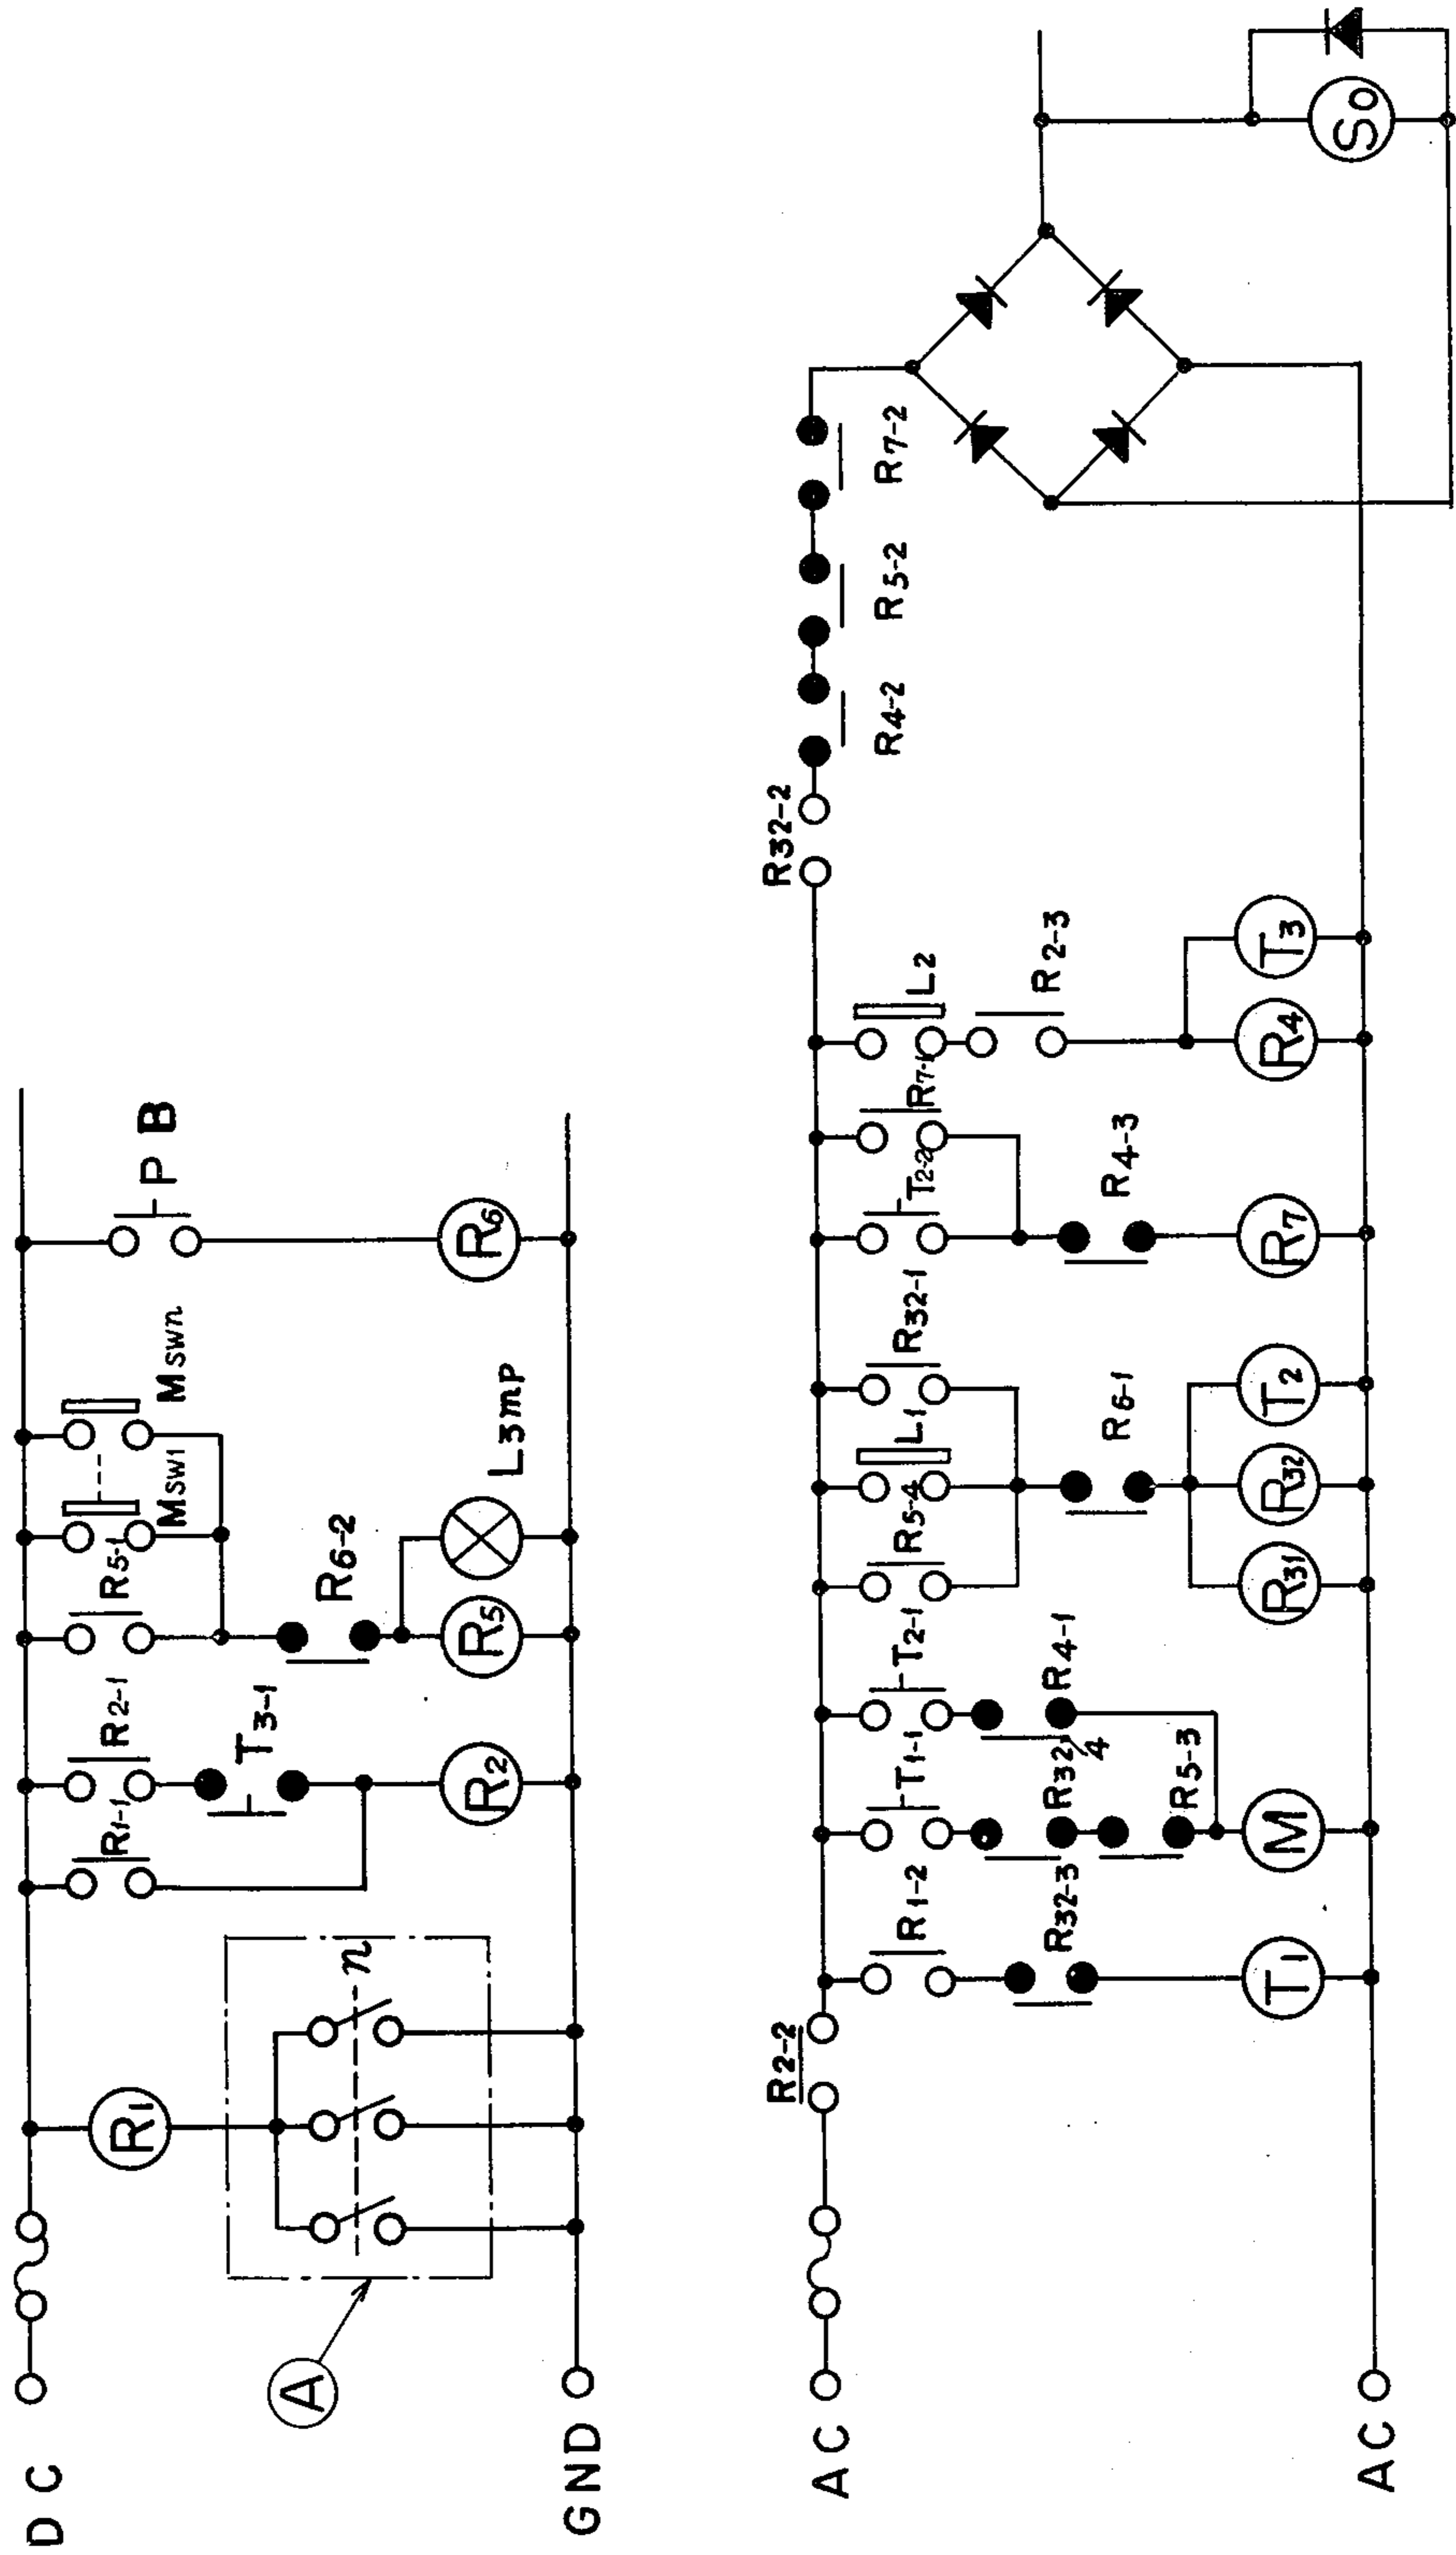 DC
GND
A
R1
n
R1-1
R2-1
T3-1
R2
R5-1
MSW1
MSWn
R6-2
R5
L3mp
PB
R6
AC
AC
R2-2
R1-2
R32-3
T1
T1-1
R32-4
R5-3
M
T2-1
R4-1
R5-4
L1
R32-1
R6-1
R31
R32
T2
T2-2
R7-1
R4-3
R7
L2
R2-3
R4
T3
R32-2
R4-2
R5-2
R7-2
So